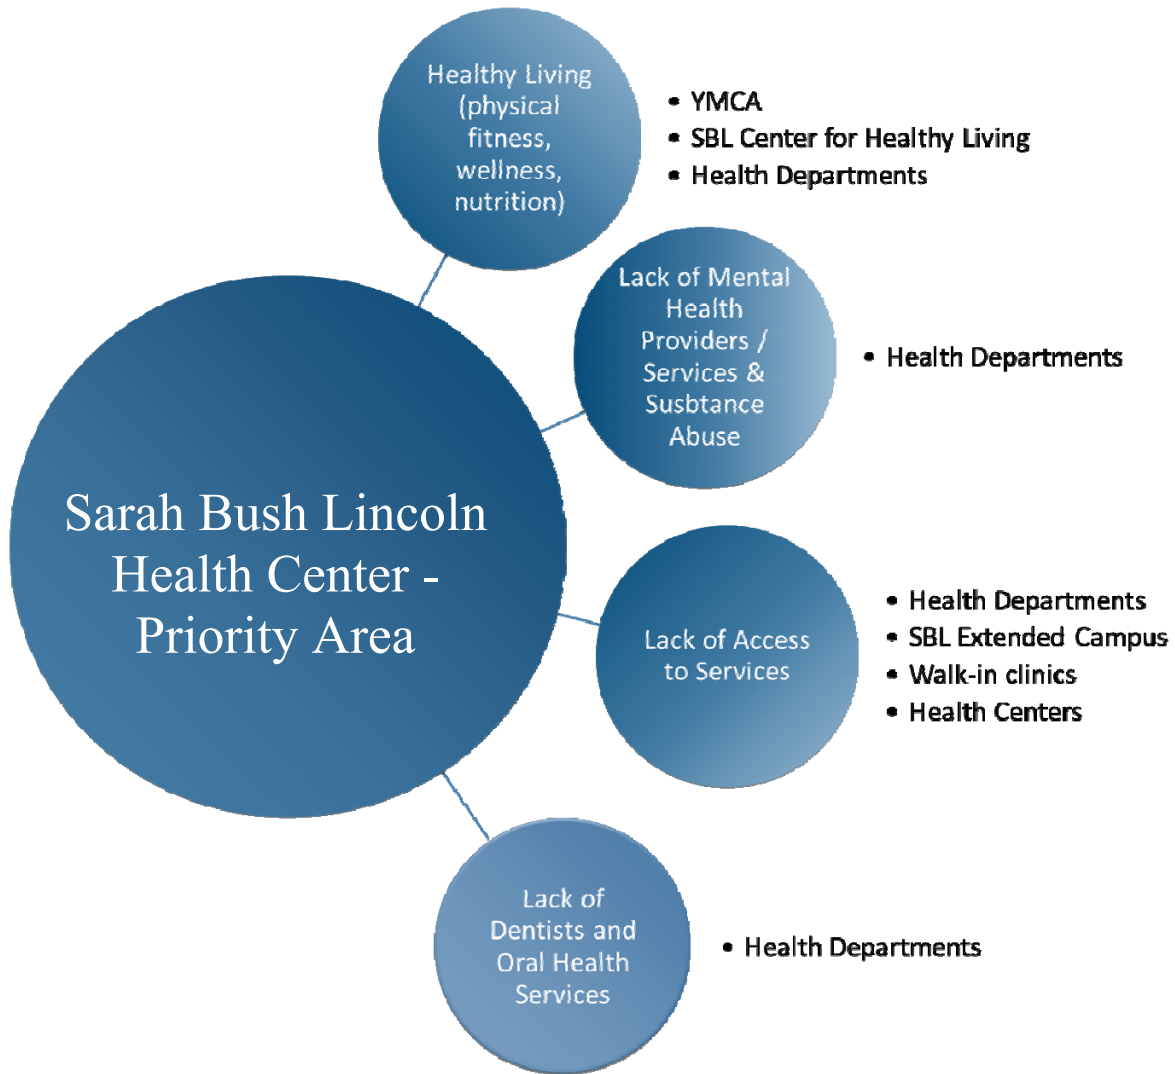 Healthy Living
(physical
fitness,
wellness,
nutrition)
• YMCA
• SBL Center for Healthy Living
• Health Departments
Lack of Mental
Health
Providers /
Services &
Susbtance
Abuse
• Health Departments
Sarah Bush Lincoln
Health Center -
Priority Area
Lack of Access
to Services
• Health Departments
• SBL Extended Campus
• Walk-in clinics
• Health Centers
Lack of
Dentists and
Oral Health
Services
• Health Departments